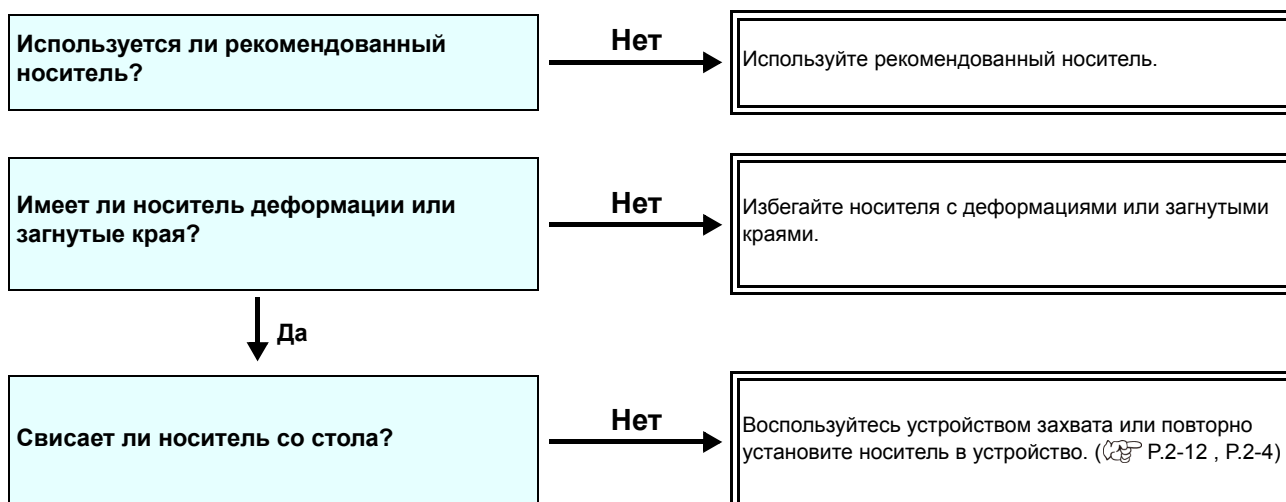 Используется ли рекомендованный
носитель?
Нет
Используйте рекомендованный носитель.
Имеет ли носитель деформации или
загнутые края?
Нет
Избегайте носителя с деформациями или загнутыми
краями.
Да
Свисает ли носитель со стола?
Нет
Воспользуйтесь устройством захвата или повторно
установите носитель в устройство. ( P.2-12 , P.2-4)